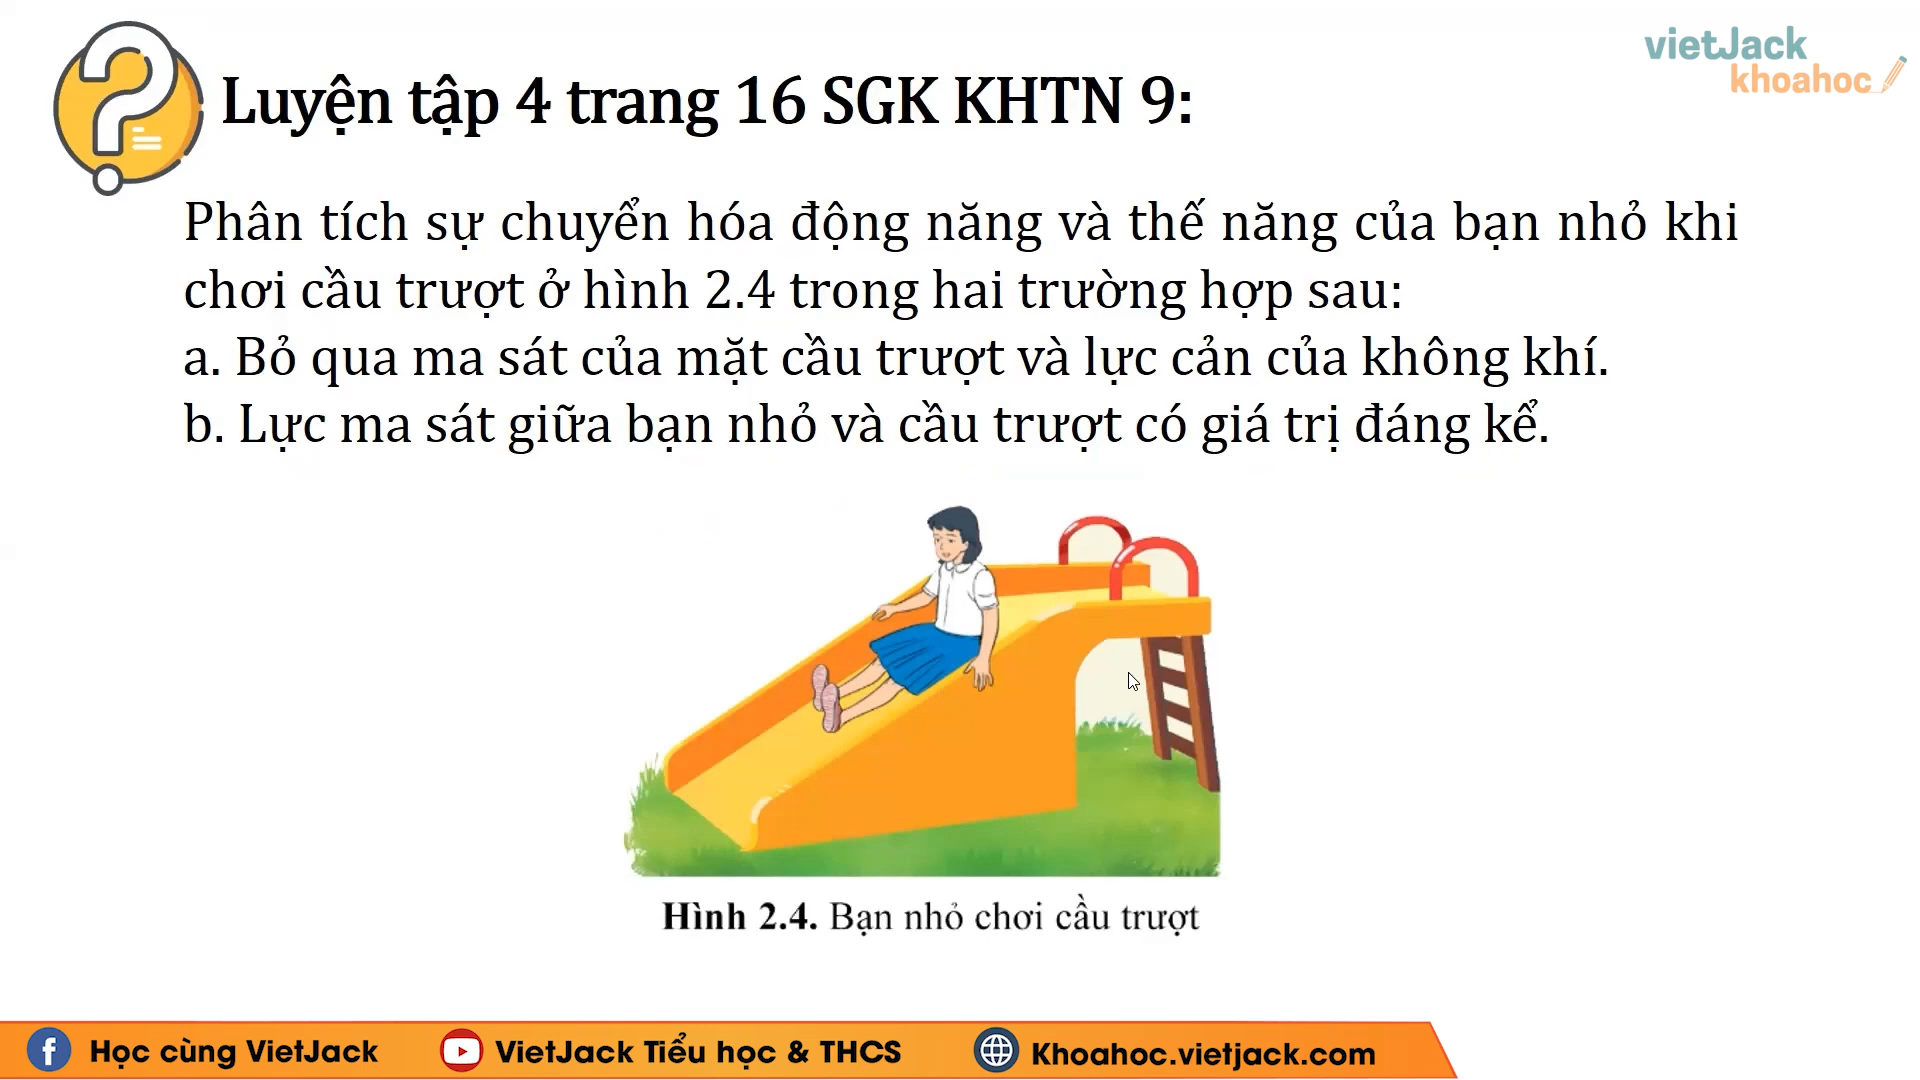 vietJack
khoahoc
Luyện tập 4 trang 16 SGK KHTN 9:
Phân tích sự chuyển hóa động năng và thế năng của bạn nhỏ khi
chơi cầu trượt ở hình 2.4 trong hai trường hợp sau:
a. Bỏ qua ma sát của mặt cầu trượt và lực cản của không khí.
b. Lực ma sát giữa bạn nhỏ và cầu trượt có giá trị đáng kể.
Hình 2.4. Bạn nhỏ chơi cầu trượt
Học cùng VietJack
VietJack Tiểu học & THCS
Khoahoc.vietjack.com